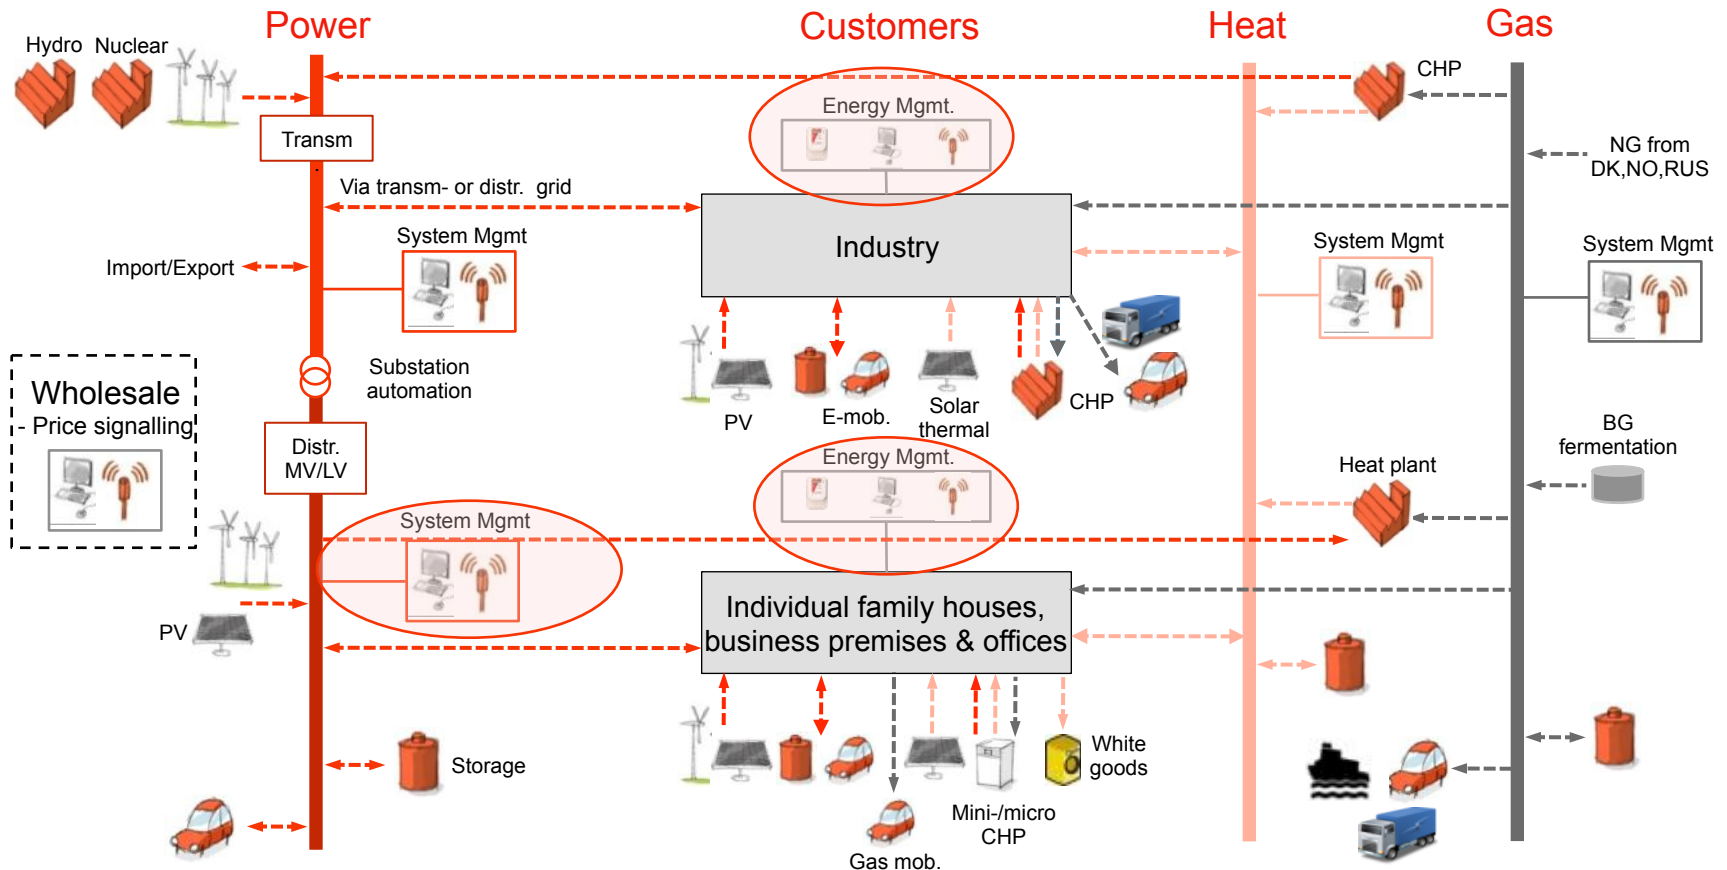 Power
Customers
Heat
Gas
Hydro
Nuclear
CHP
Energy Mgmt.
Transm
NG from
DK,NO,RUS
Via transm- or distr. grid
Industry
System Mgmt
System Mgmt
System Mgmt
Import/Export
Substation
automation
Wholesale
- Price signalling
PV
E-mob.
Solar
thermal
CHP
Distr.
MV/LV
Energy Mgmt.
Heat plant
BG
fermentation
System Mgmt
Individual family houses,
business premises & offices
PV
Storage
White
goods
Mini-/micro
CHP
Gas mob.